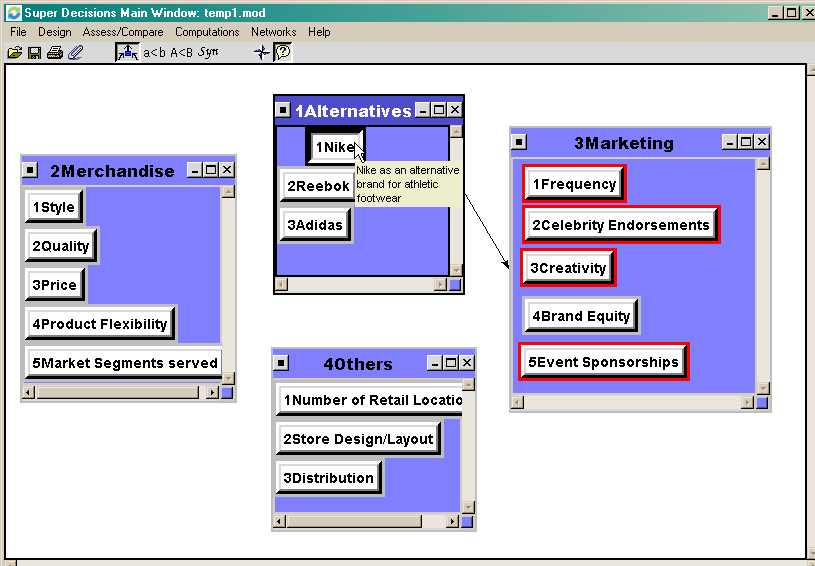 Super Decisions Main Window: temp1.mod
File Design Assess/Compare Computations Networks Help
a<b A<B Syn
1Alternatives
1Nike
Nike as an alternative
brand for athletic
footwear
2Reebok
3Adidas
2Merchandise
1Style
2Quality
3Price
4Product Flexibility
5Market Segments served
3Marketing
1Frequency
2Celebrity Endorsements
3Creativity
4Brand Equity
5Event Sponsorships
4Others
1Number of Retail Locatio
2Store Design/Layout
3Distribution